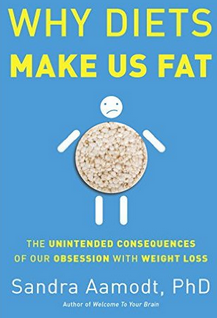 WHY DIETS
MAKE US FAT
THE UNINTENDED CONSEQUENCES
OF OUR OBSESSION WITH WEIGHT LOSS
Sandra Aamodt, PhD
Author of Welcome To Your Brain